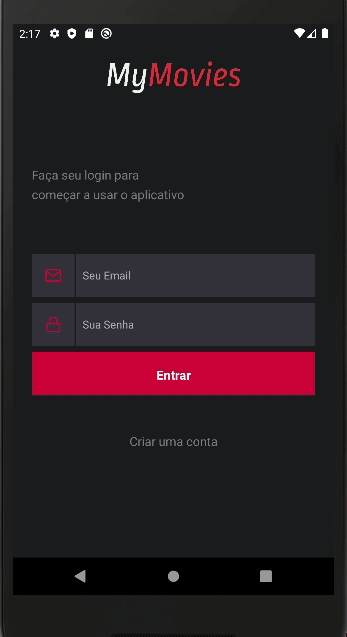 2:17
MyMovies
Faça seu login para
começar a usar o aplicativo
Seu Email
Sua Senha
Entrar
Criar uma conta